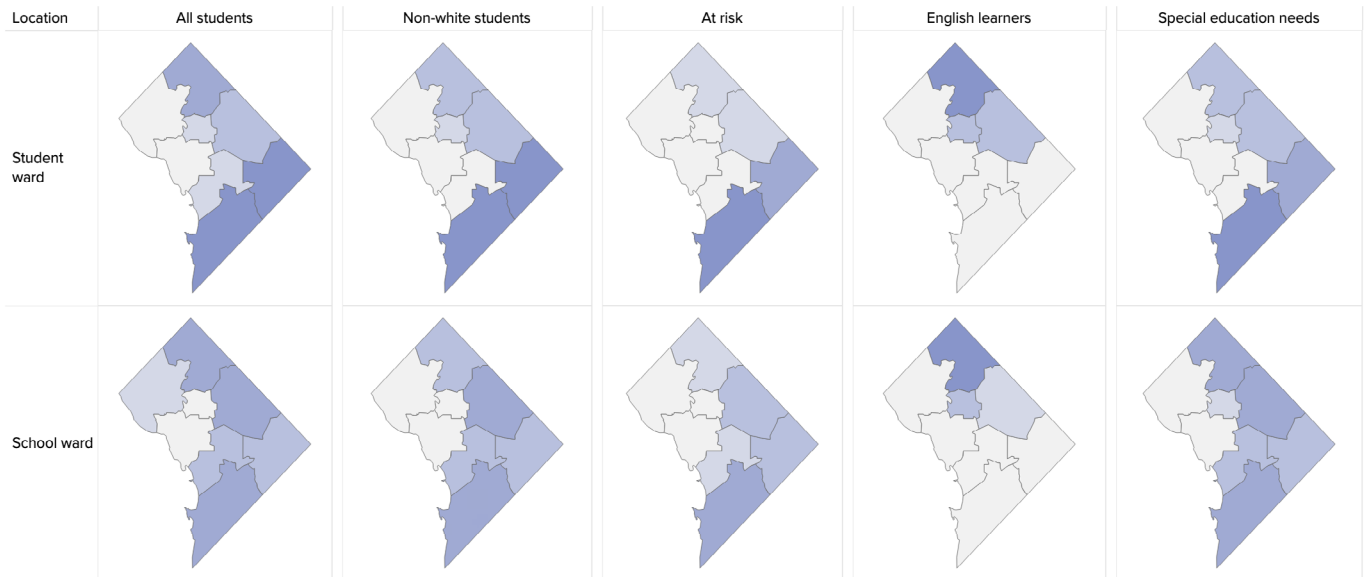 Location
All students
Non-white students
At risk
English learners
Special education needs
Student
ward
School ward